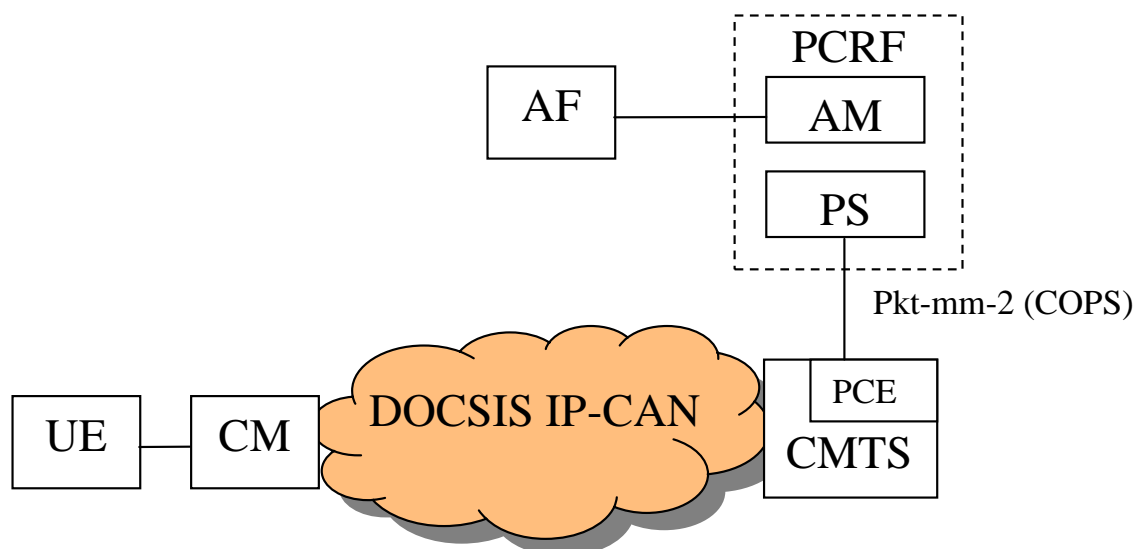 PCRF
AF
AM
PS
Pkt-mm-2 (COPS)
PCE
DOCSIS IP-CAN
UE
CM
CMTS